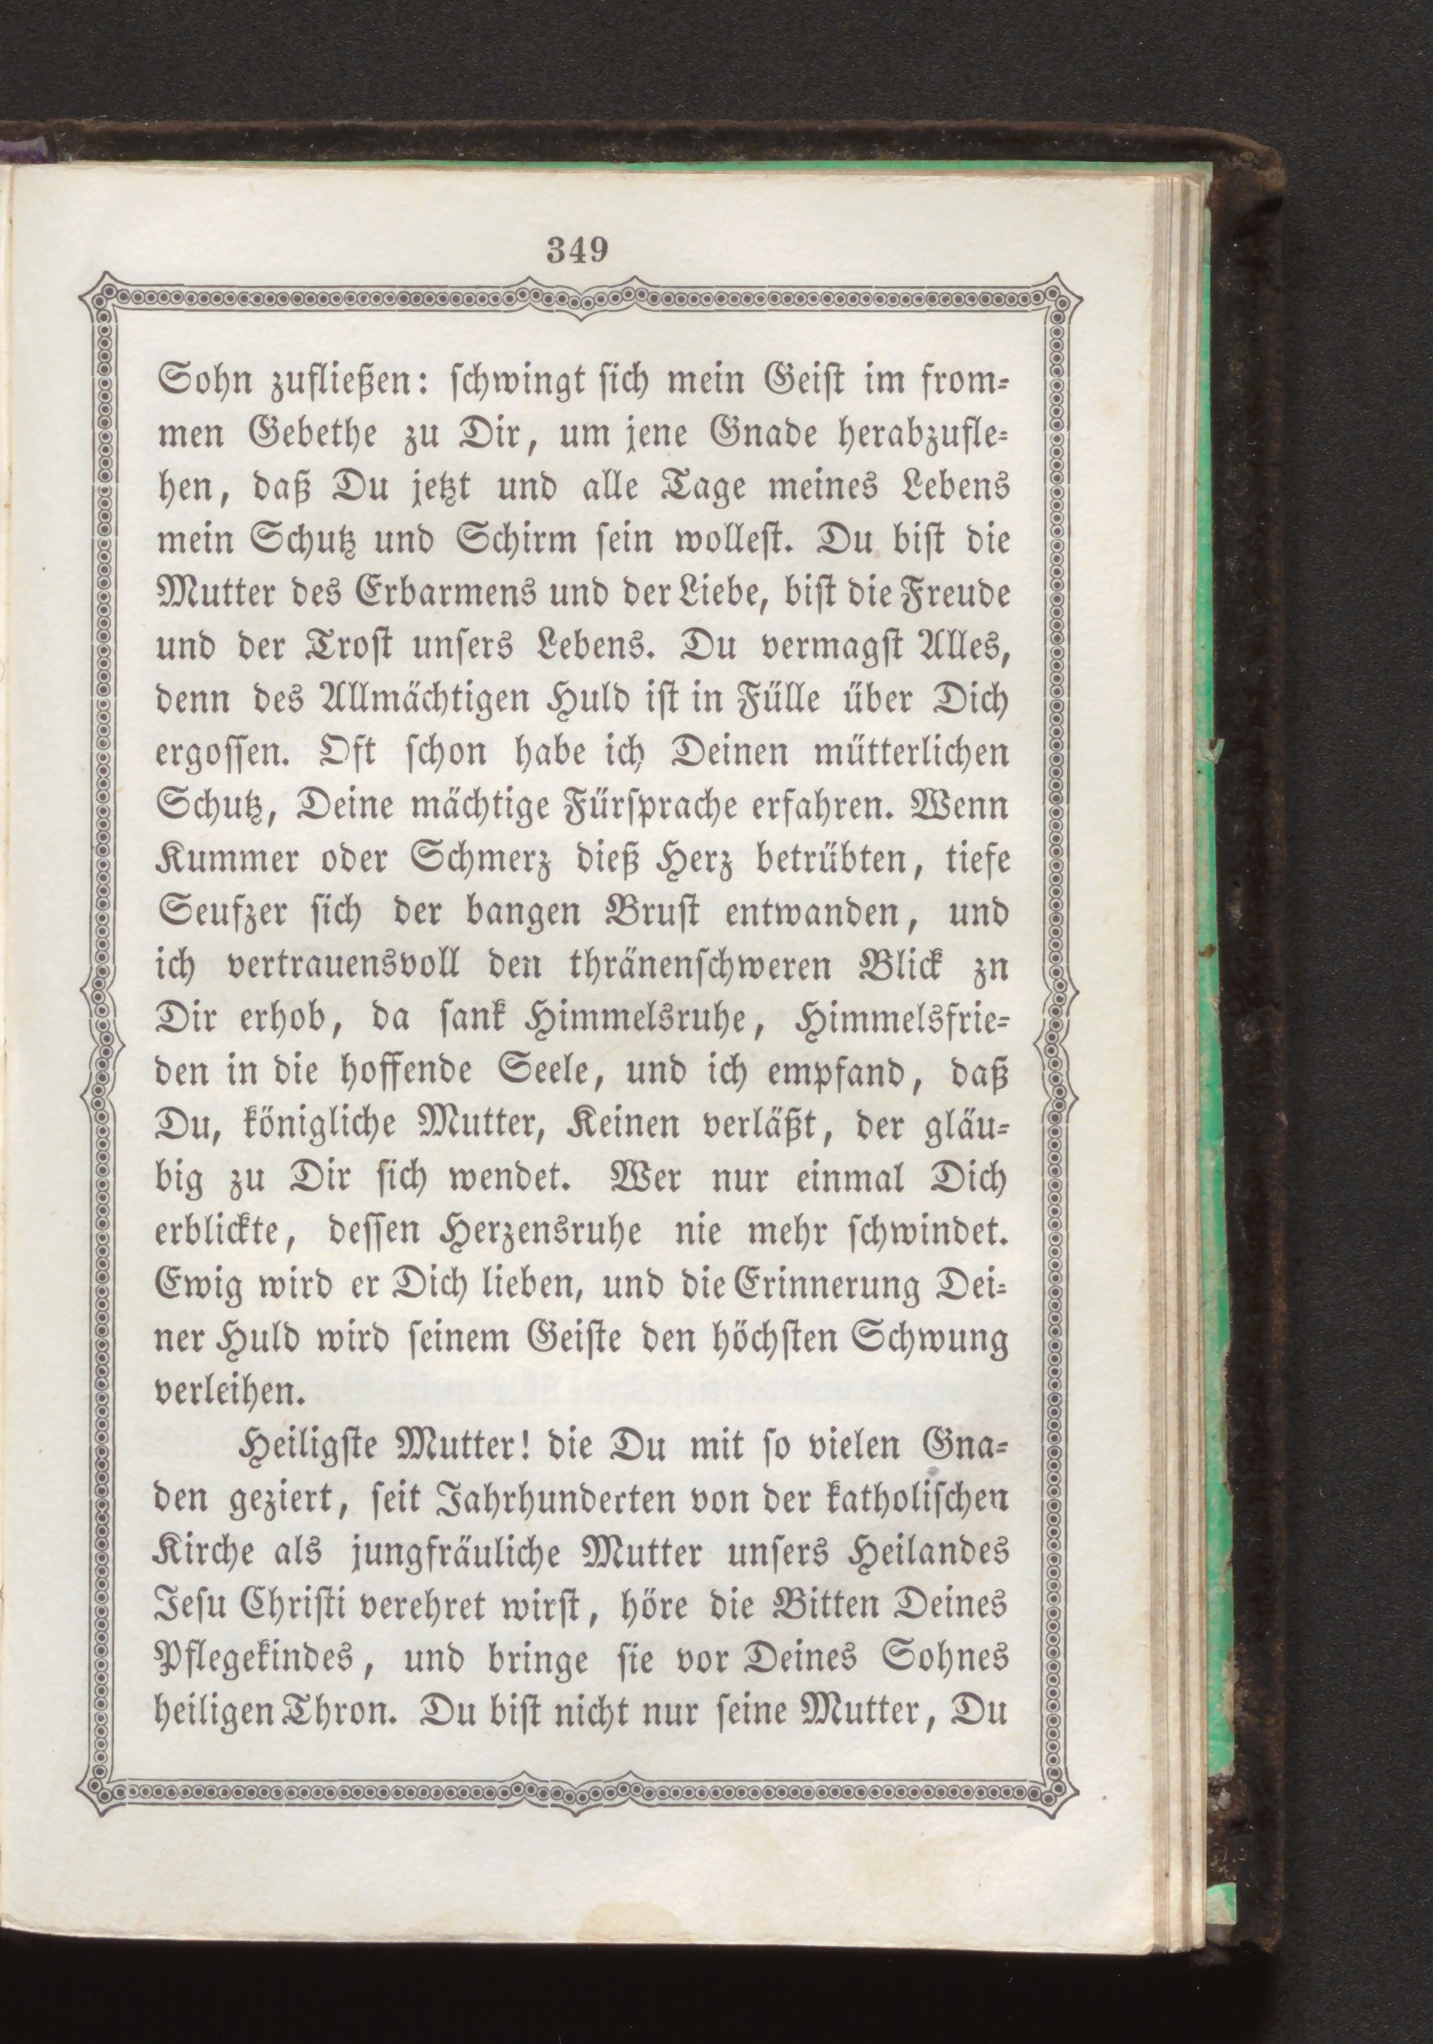 349
Sohn zufließen: schwingt sich mein Geist im from-
men Gebethe zu Dir, um jene Gnade herabzufle-
hen, daß Du jetzt und alle Tage meines Lebens
mein Schutz und Schirm sein wollest. Du bist die
Mutter des Erbarmens und der Liebe, bist die Freude
und der Trost unsers Lebens. Du vermagst Alles,
denn des Allmächtigen Huld ist in Fülle über Dich
ergossen. Oft schon habe ich Deinen mütterlichen
Schutz, Deine mächtige Fürsprache erfahren. Wenn
Kummer oder Schmerz dieß Herz betrübten, tiefe
Seufzer sich der bangen Brust entwanden, und
ich vertrauensvoll den thränenschweren Blick zn
Dir erhob, da sank Himmelsruhe, Himmelsfrie-
den in die hoffende Seele, und ich empfand, daß
Du, königliche Mutter, Keinen verläßt, der gläu-
big zu Dir sich wendet. Wer nur einmal Dich
erblickte, dessen Herzensruhe nie mehr schwindet.
Ewig wird er Dich lieben, und die Erinnerung Dei-
ner Huld wird seinem Geiste den höchsten Schwung
verleihen.
Heiligste Mutter! die Du mit so vielen Gna-
den geziert, seit Jahrhunderten von der katholischen
Kirche als jungfräuliche Mutter unsers Heilandes
Jesu Christi verehret wirst, höre die Bitten Deines
Pflegekindes, und bringe sie vor Deines Sohnes
heiligen Thron. Du bist nicht nur seine Mutter, Du